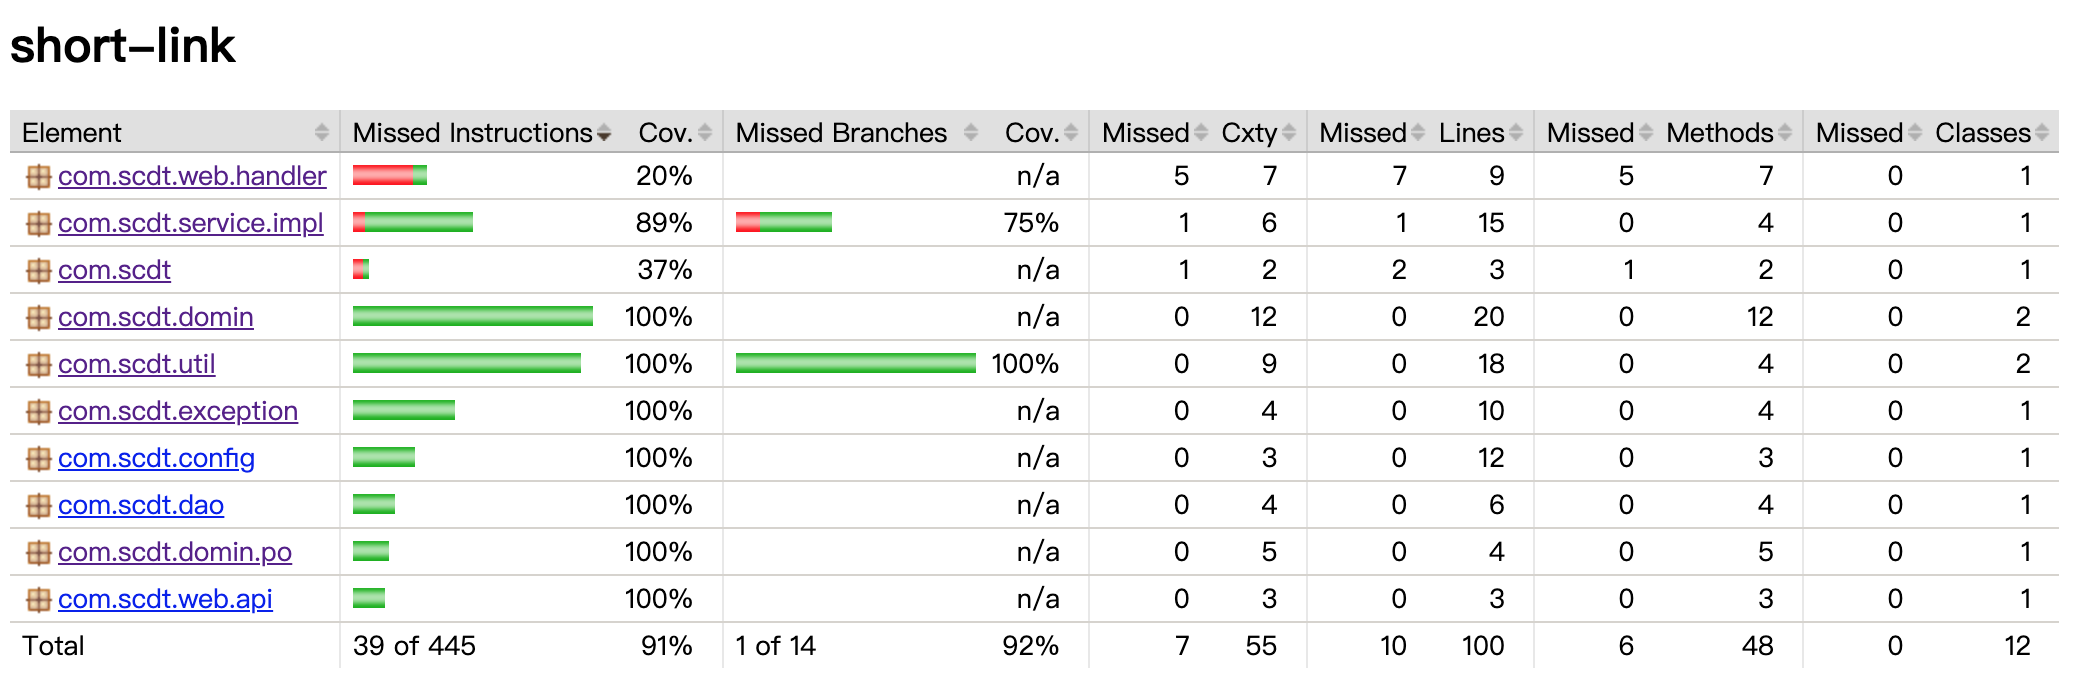 short-link
Element Missed Instructions Cov. Missed Branches Cov. Missed Cxty Missed Lines Missed Methods Missed Classes
com.scdt.web.handler 20% n/a 5 7 7 9 5 7 0 1
com.scdt.service.impl 89% 75% 1 6 1 15 0 4 0 1
com.scdt 37% n/a 1 2 2 3 1 2 0 1
com.scdt.domin 100% n/a 0 12 0 20 0 12 0 2
com.scdt.util 100% 100% 0 9 0 18 0 4 0 2
com.scdt.exception 100% n/a 0 4 0 10 0 4 0 1
com.scdt.config 100% n/a 0 3 0 12 0 3 0 1
com.scdt.dao 100% n/a 0 4 0 6 0 4 0 1
com.scdt.domin.po 100% n/a 0 5 0 4 0 5 0 1
com.scdt.web.api 100% n/a 0 3 0 3 0 3 0 1
Total 39 of 445 91% 1 of 14 92% 7 55 10 100 6 48 0 12